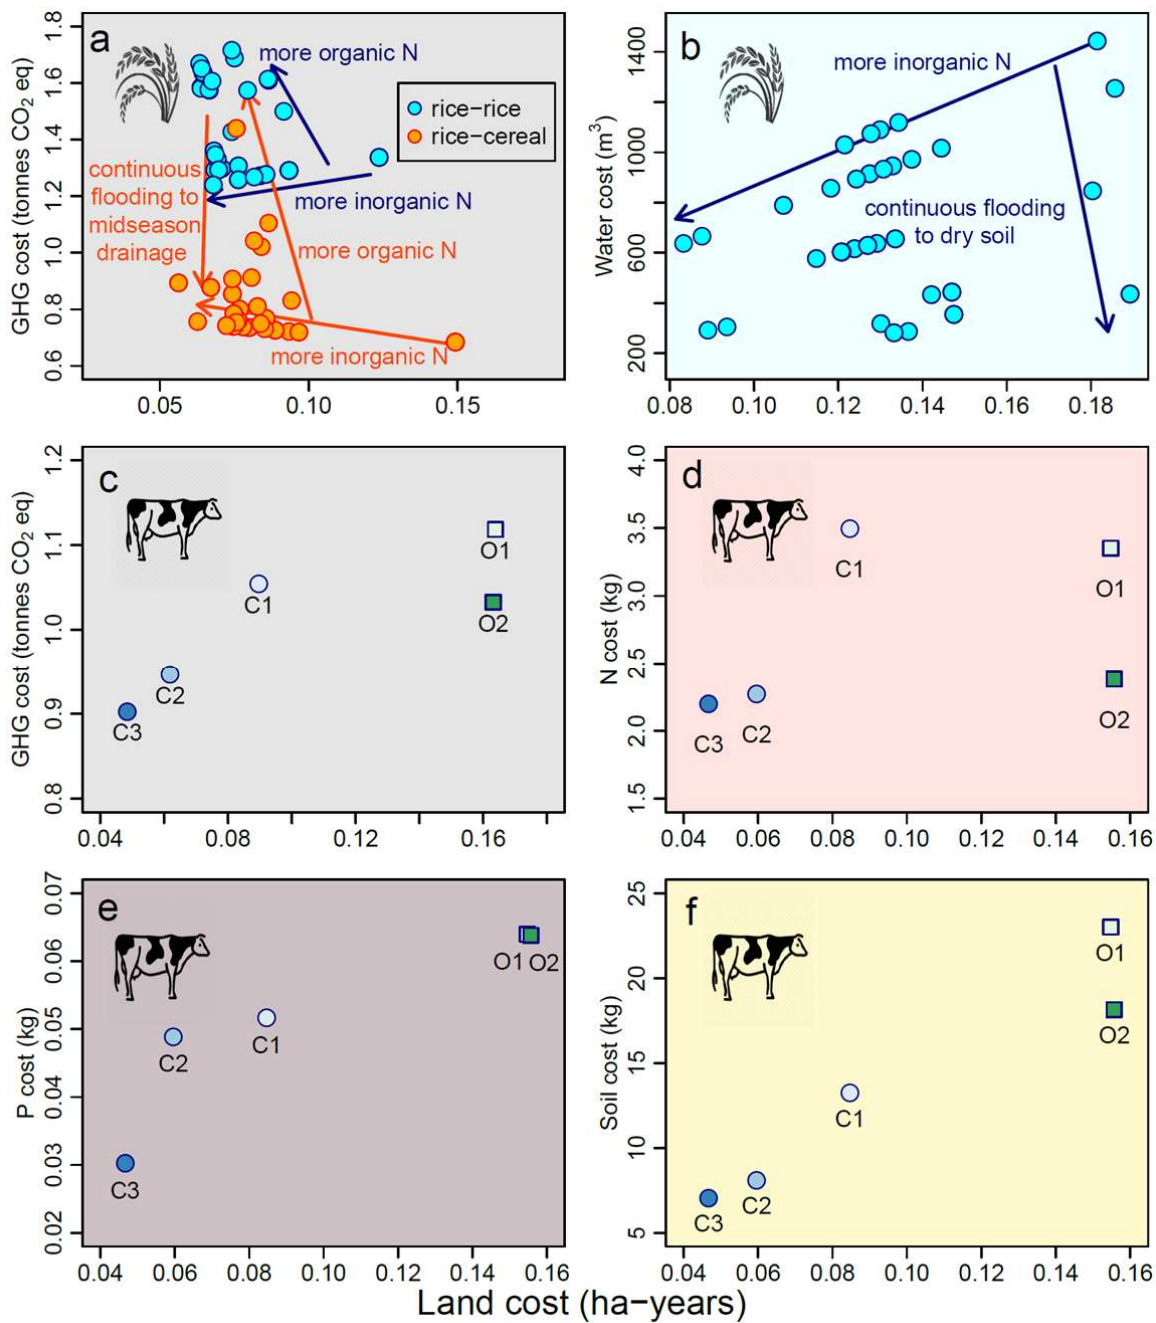 a
GHG cost (tonnes CO2 eq)
1.8
1.6
1.4
1.2
1.0
0.8
0.6
more organic N
rice−rice
rice−cereal
continuous
flooding to
midseason
drainage
more inorganic N
more organic N
more inorganic N
0.05
0.10
0.15
b
Water cost (m3)
1400
1000
600
200
more inorganic N
continuous flooding
to dry soil
0.08
0.10
0.12
0.14
0.16
0.18
c
GHG cost (tonnes CO2 eq)
1.2
1.1
1.0
0.9
0.8
O1
C1
O2
C2
C3
0.04
0.08
0.12
0.16
d
N cost (kg)
4.0
3.5
3.0
2.5
2.0
1.5
C1
O1
O2
C3
C2
0.04
0.06
0.08
0.10
0.12
0.14
0.16
e
P cost (kg)
0.07
0.06
0.05
0.04
0.03
0.02
O1 O2
C1
C2
C3
0.04
0.06
0.08
0.10
0.12
0.14
0.16
f
Soil cost (kg)
25
20
15
10
5
O1
O2
C1
C2
C3
0.04
0.06
0.08
0.10
0.12
0.14
0.16
Land cost (ha−years)